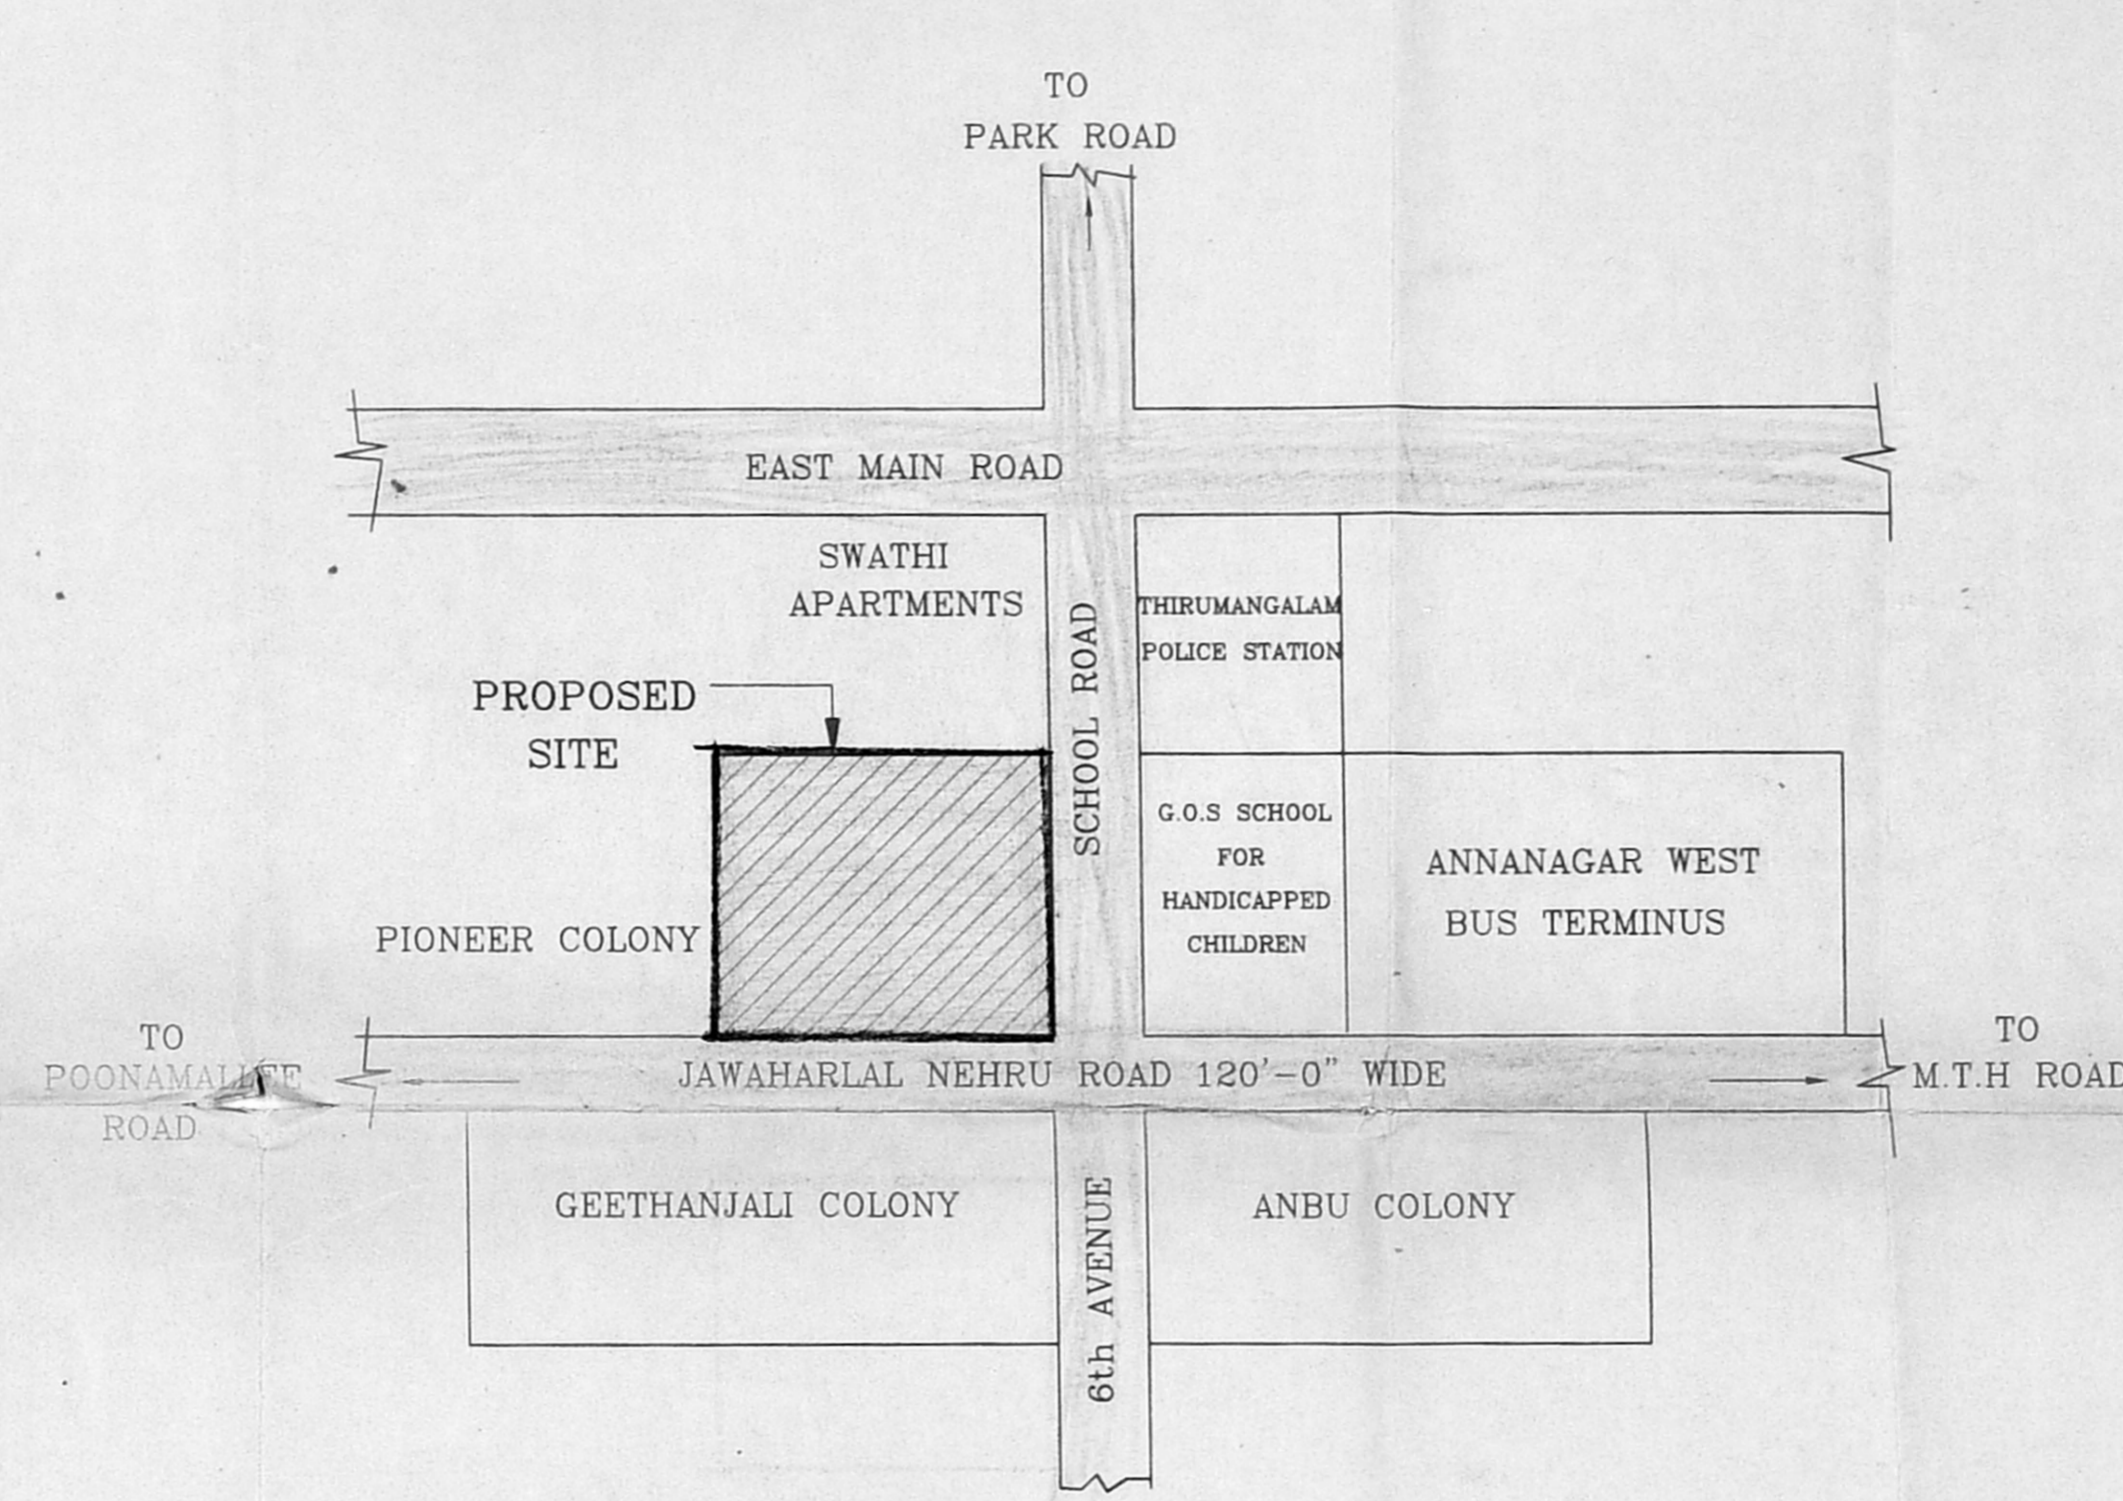 TO
PARK ROAD
EAST MAIN ROAD
SWATHI
APARTMENTS
THIRUMANGALAM
POLICE STATION
SCHOOL ROAD
PROPOSED
SITE
G.O.S SCHOOL
FOR
HANDICAPPED
CHILDREN
ANNANAGAR WEST
BUS TERMINUS
PIONEER COLONY
TO
POONAMALLEE
ROAD
JAWAHARLAL NEHRU ROAD 120'-0" WIDE
TO
M.T.H ROAD
GEETHANJALI COLONY
6th AVENUE
ANBU COLONY